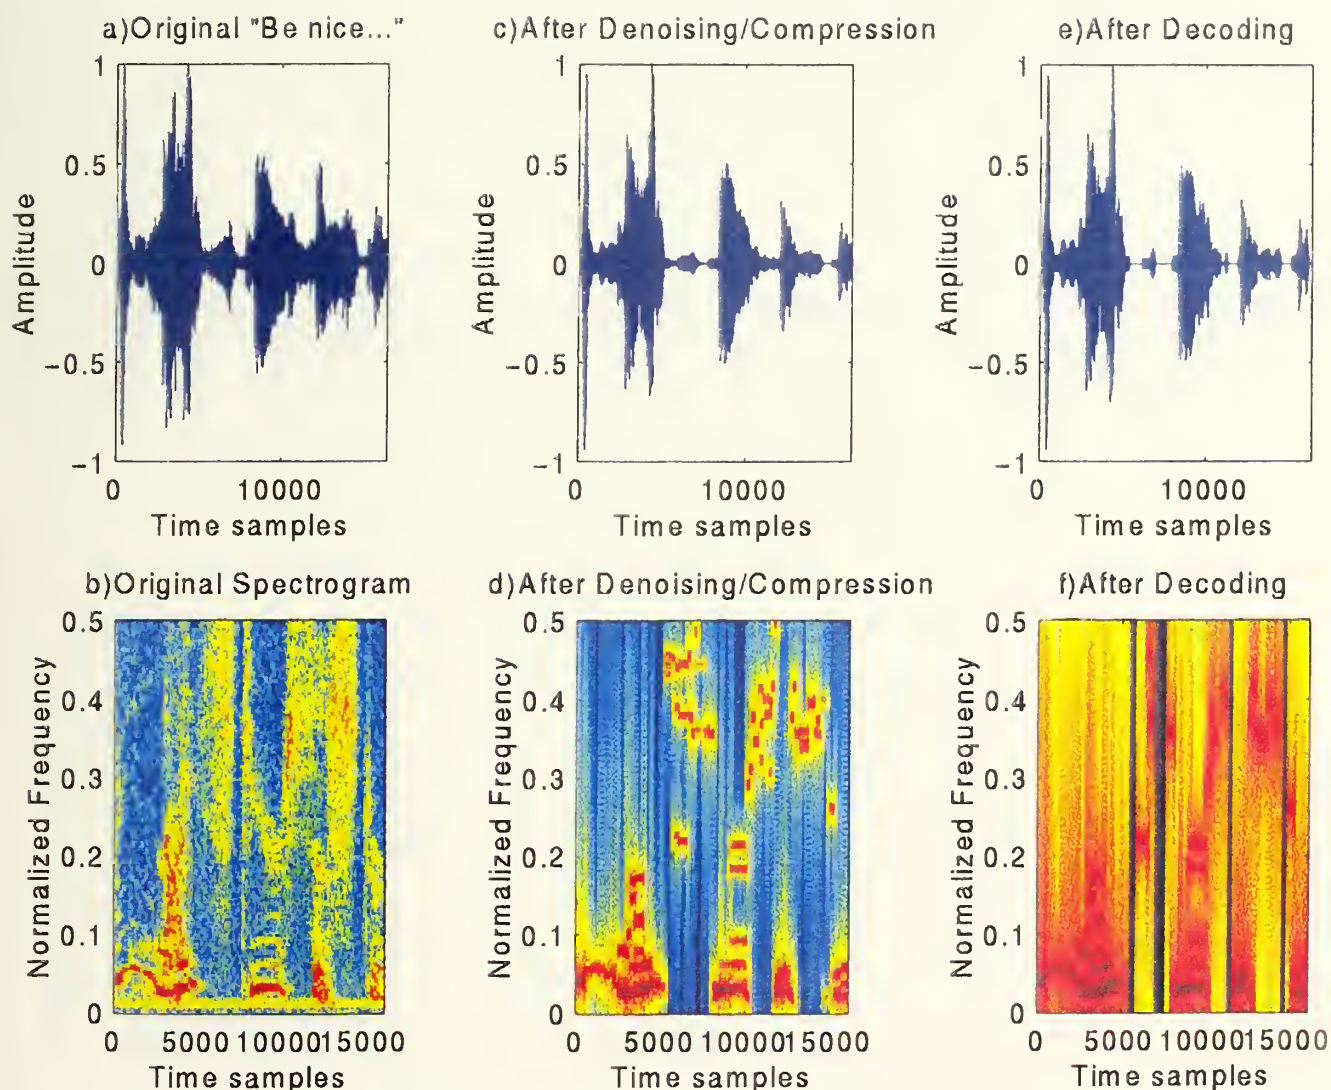 a)Original "Be nice..."
1
0.5
0
−0.5
−1
Amplitude
0 10000
Time samples
c)After Denoising/Compression
1
0.5
0
−0.5
−1
Amplitude
0 10000
Time samples
e)After Decoding
1
0.5
0
−0.5
−1
Amplitude
0 10000
Time samples
b)Original Spectrogram
0.5
0.4
0.3
0.2
0.1
0
Normalized Frequency
0 5000 10000 15000
Time samples
d)After Denoising/Compression
0.5
0.4
0.3
0.2
0.1
0
Normalized Frequency
0 5000 10000 15000
Time samples
f)After Decoding
0.5
0.4
0.3
0.2
0.1
0
Normalized Frequency
0 5000 10000 15000
Time samples